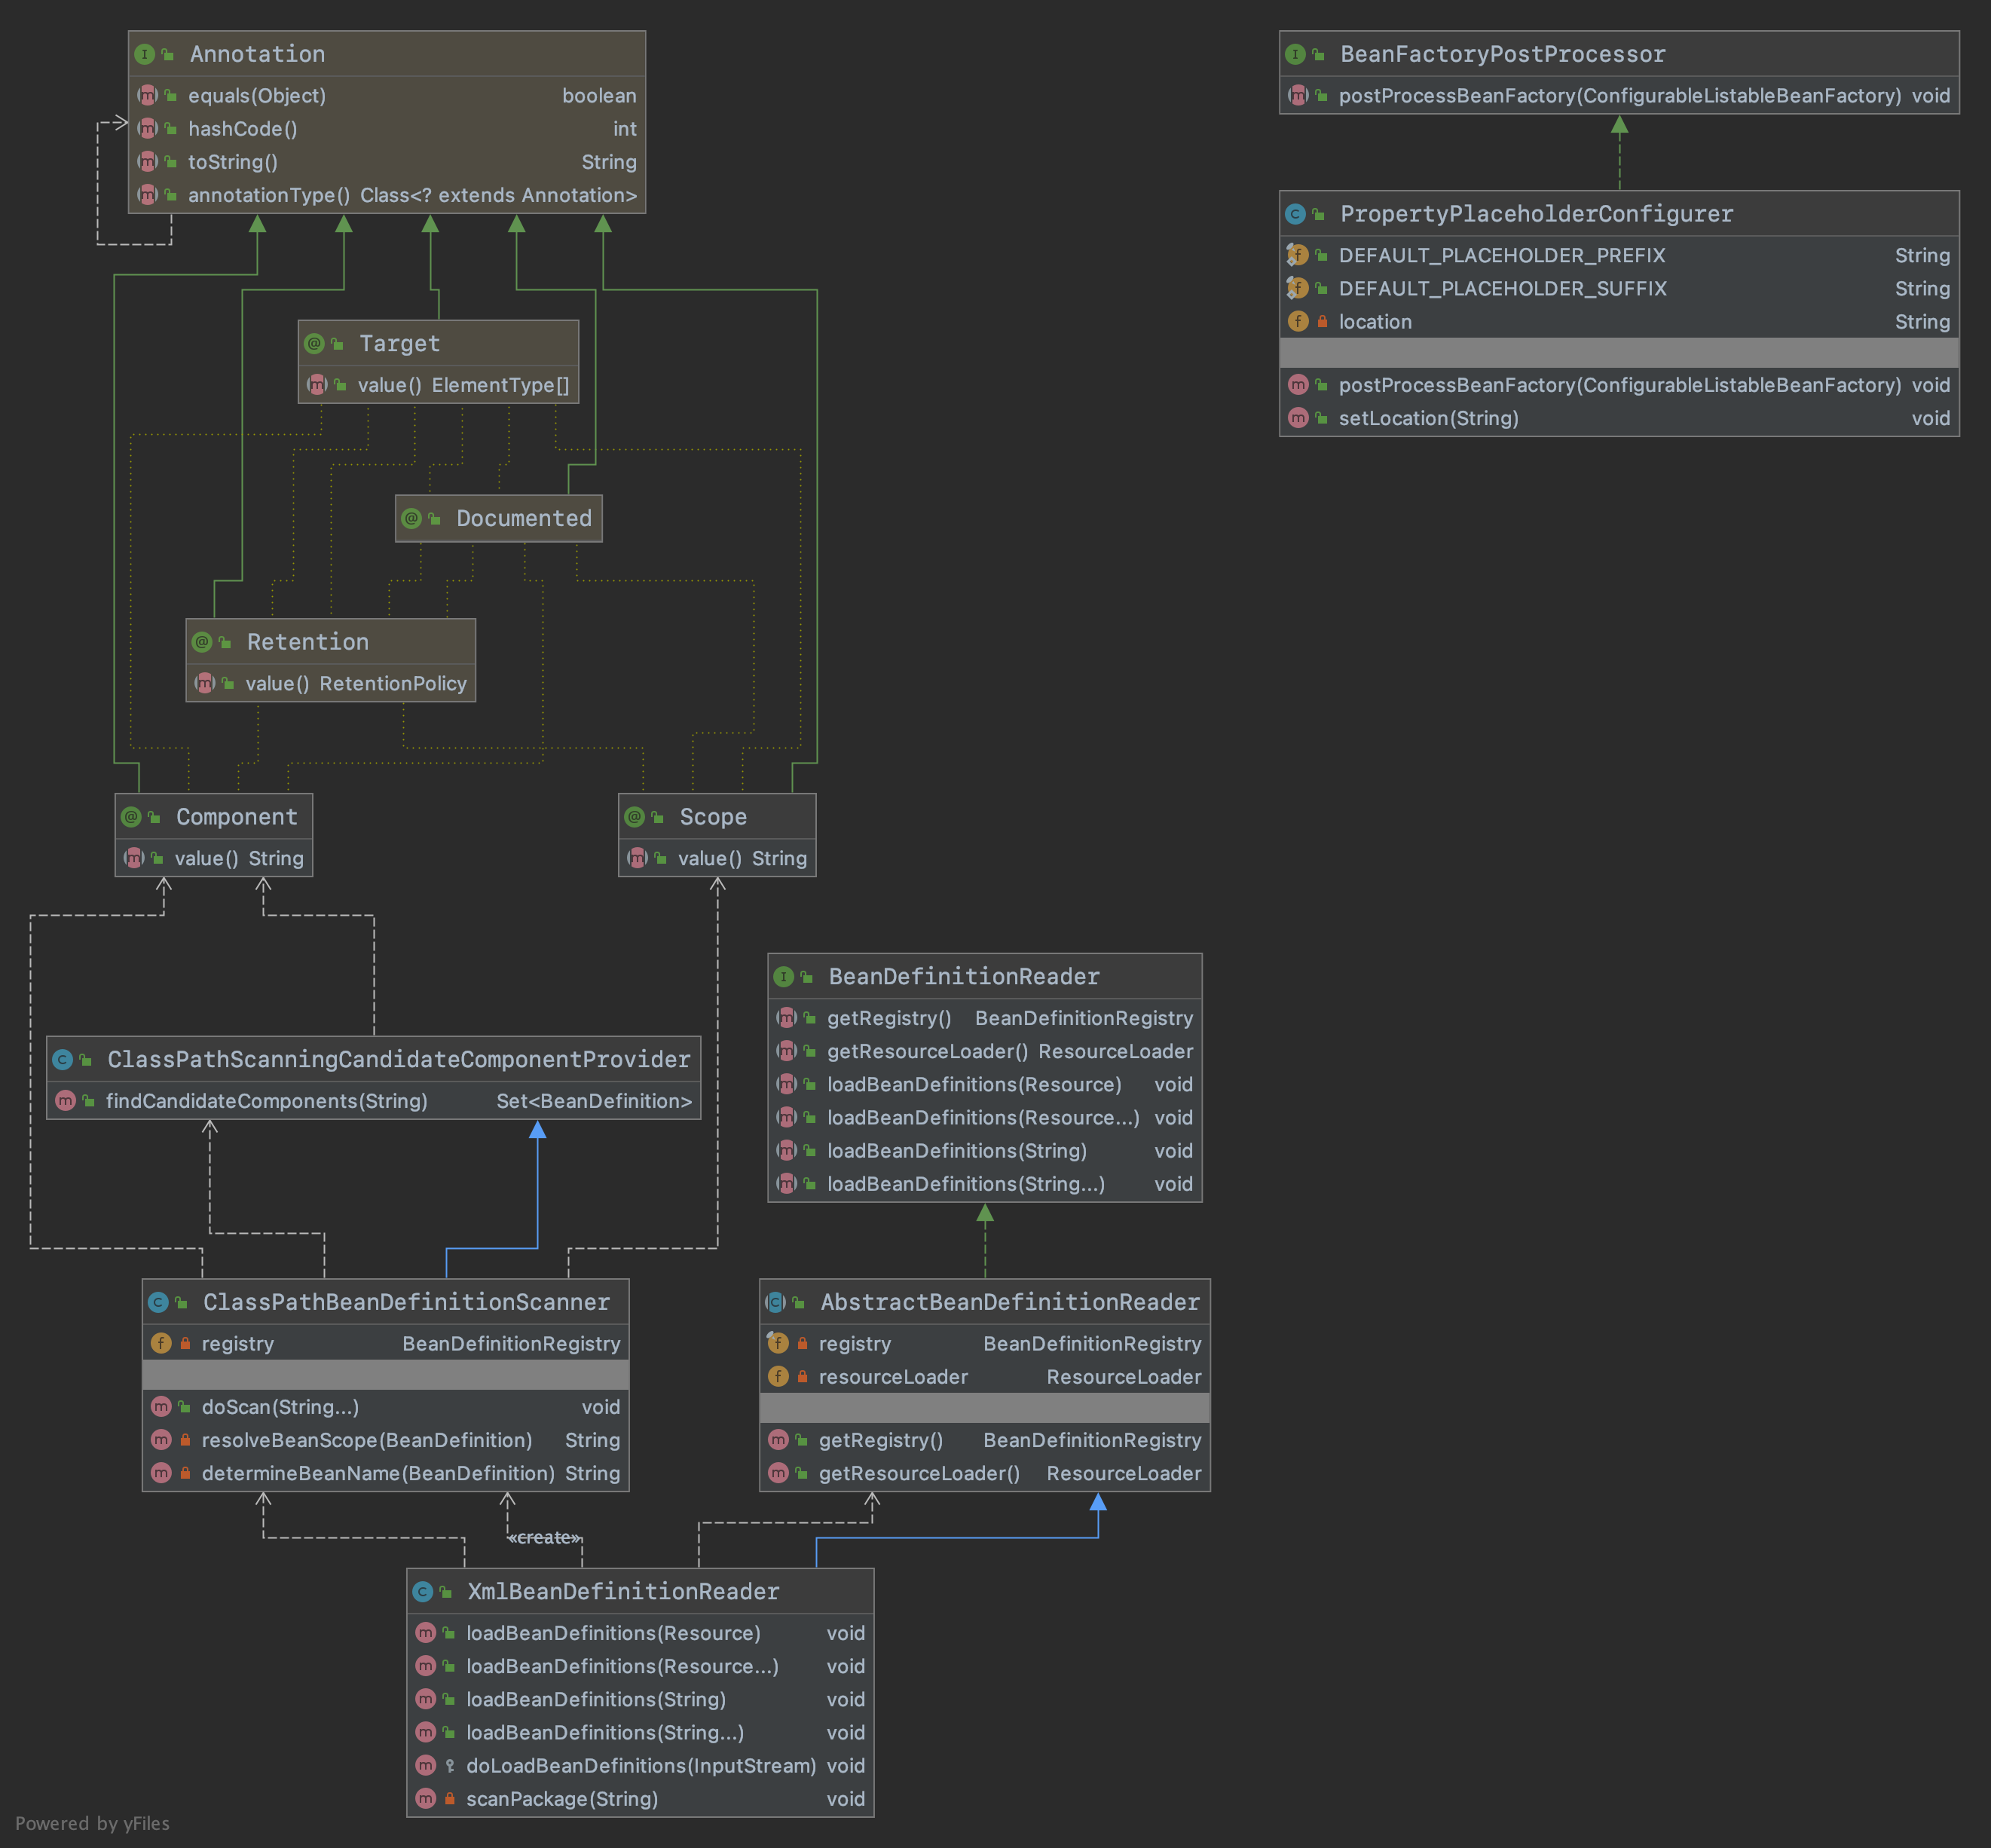 Annotation
equals(Object) boolean
hashCode() int
toString() String
annotationType() Class<? extends Annotation>
BeanFactoryPostProcessor
postProcessBeanFactory(ConfigurableListableBeanFactory) void
PropertyPlaceholderConfigurer
DEFAULT_PLACEHOLDER_PREFIX String
DEFAULT_PLACEHOLDER_SUFFIX String
location String
postProcessBeanFactory(ConfigurableListableBeanFactory) void
setLocation(String) void
Target
value() ElementType[]
Documented
Retention
value() RetentionPolicy
Component
value() String
Scope
value() String
ClassPathScanningCandidateComponentProvider
findCandidateComponents(String) Set<BeanDefinition>
BeanDefinitionReader
getRegistry() BeanDefinitionRegistry
getResourceLoader() ResourceLoader
loadBeanDefinitions(Resource) void
loadBeanDefinitions(Resource...) void
loadBeanDefinitions(String) void
loadBeanDefinitions(String...) void
ClassPathBeanDefinitionScanner
registry BeanDefinitionRegistry
doScan(String...) void
resolveBeanScope(BeanDefinition) String
determineBeanName(BeanDefinition) String
AbstractBeanDefinitionReader
registry BeanDefinitionRegistry
resourceLoader ResourceLoader
getRegistry() BeanDefinitionRegistry
getResourceLoader() ResourceLoader
«create»
XmlBeanDefinitionReader
loadBeanDefinitions(Resource) void
loadBeanDefinitions(Resource...) void
loadBeanDefinitions(String) void
loadBeanDefinitions(String...) void
doLoadBeanDefinitions(InputStream) void
scanPackage(String) void
Powered by yFiles